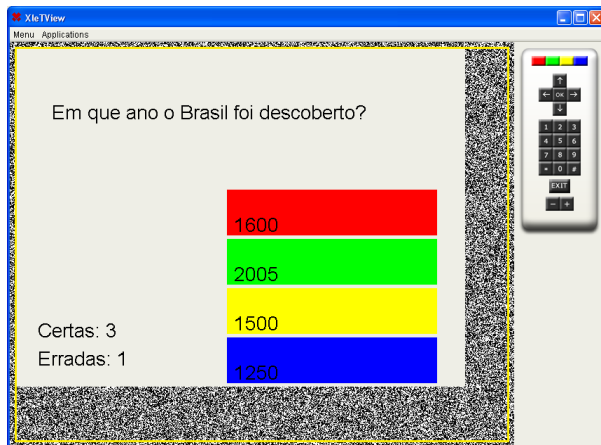 XleTView
Menu Applications
Em que ano o Brasil foi descoberto?
1600
2005
1500
1250
Certas: 3
Erradas: 1
OK
1 2 3
4 5 6
7 8 9
* 0 #
EXIT
− +